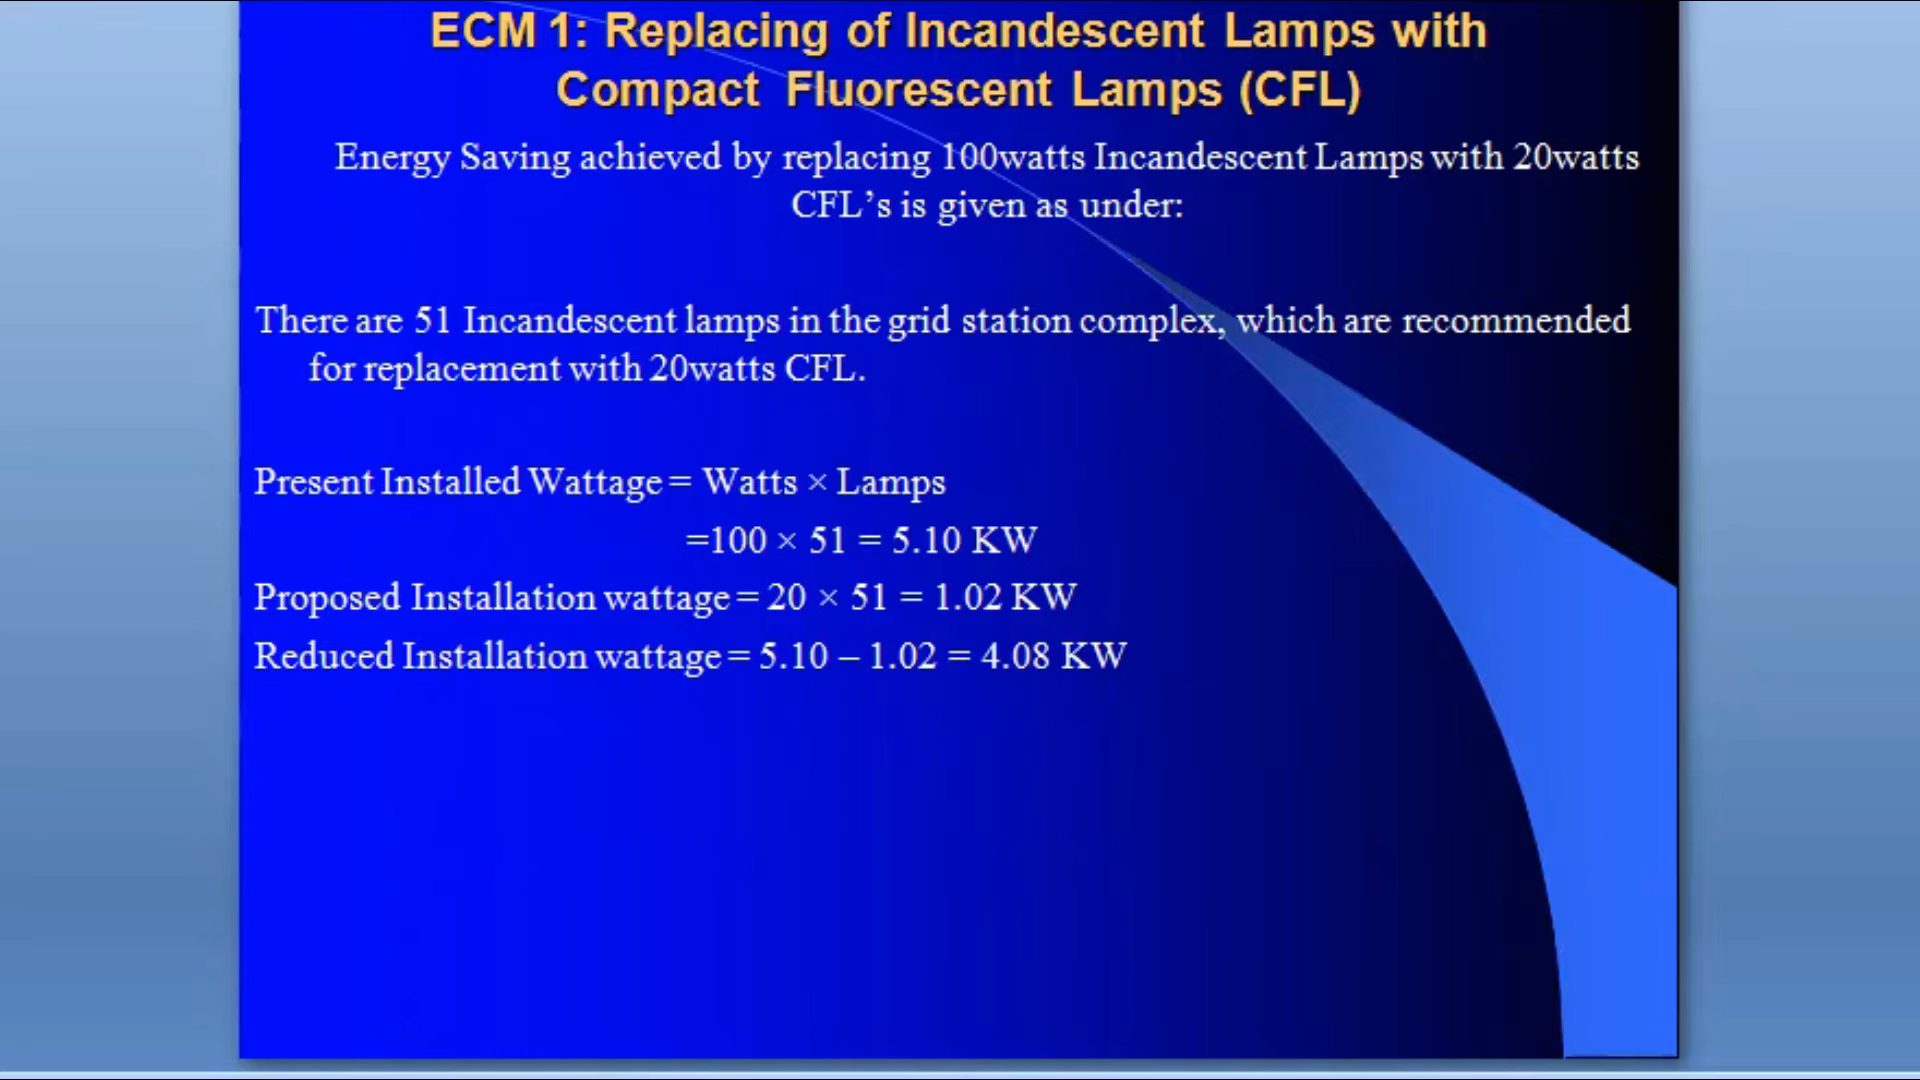 ECM 1: Replacing of Incandescent Lamps with
Compact Fluorescent Lamps (CFL)
Energy Saving achieved by replacing 100watts Incandescent Lamps with 20watts
CFL’s is given as under:
There are 51 Incandescent lamps in the grid station complex, which are recommended
for replacement with 20watts CFL.
Present Installed Wattage = Watts × Lamps
=100 × 51 = 5.10 KW
Proposed Installation wattage = 20 × 51 = 1.02 KW
Reduced Installation wattage = 5.10 – 1.02 = 4.08 KW